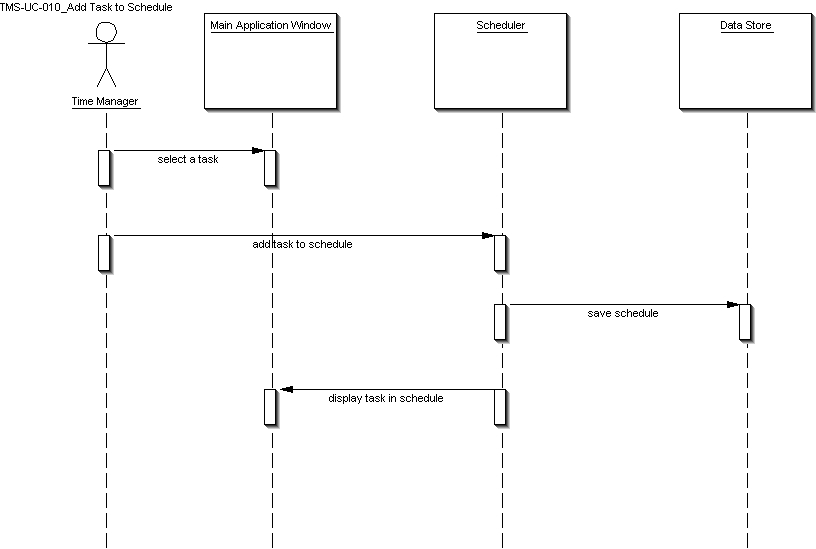 TMS-UC-010_Add Task to Schedule
Main Application Window
Scheduler
Data Store
Time Manager
select a task
add task to schedule
save schedule
display task in schedule